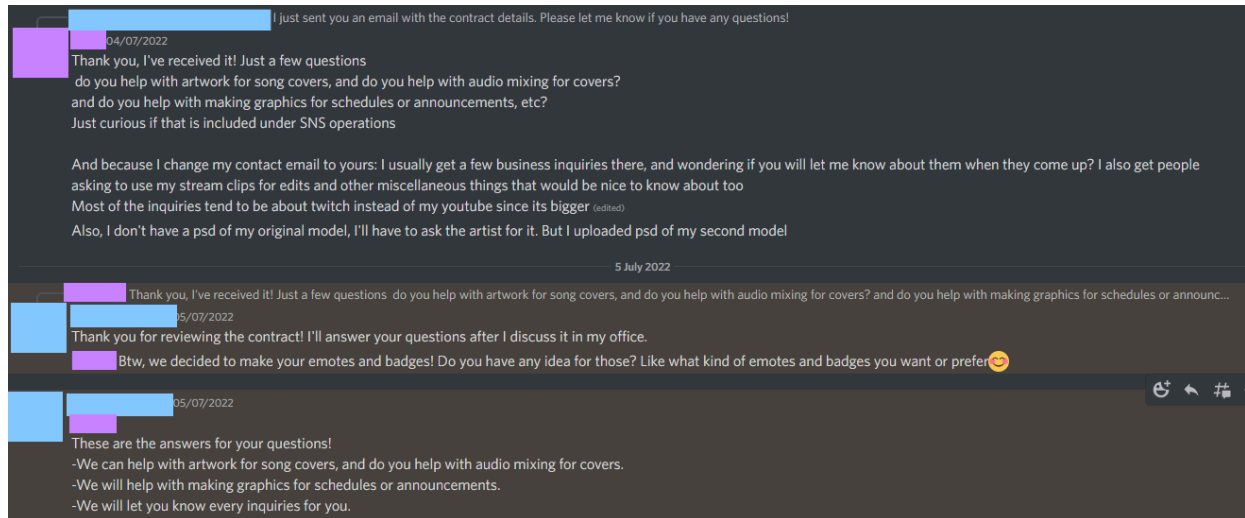 I just sent you an email with the contract details. Please let me know if you have any questions!
04/07/2022
Thank you, I've received it! Just a few questions
do you help with artwork for song covers, and do you help with audio mixing for covers?
and do you help with making graphics for schedules or announcements, etc?
Just curious if that is included under SNS operations
And because I change my contact email to yours: I usually get a few business inquiries there, and wondering if you will let me know about them when they come up? I also get people
asking to use my stream clips for edits and other miscellaneous things that would be nice to know about too
Most of the inquiries tend to be about twitch instead of my youtube since its bigger (edited)
Also, I don't have a psd of my original model, I'll have to ask the artist for it. But I uploaded psd of my second model
5 July 2022
Thank you, I've received it! Just a few questions do you help with artwork for song covers, and do you help with audio mixing for covers? and do you help with making graphics for schedules or announc...
05/07/2022
Thank you for reviewing the contract! I'll answer your questions after I discuss it in my office.
Btw, we decided to make your emotes and badges! Do you have any idea for those? Like what kind of emotes and badges you want or prefer😊
05/07/2022
These are the answers for your questions!
-We can help with artwork for song covers, and do you help with audio mixing for covers.
-We will help with making graphics for schedules or announcements.
-We will let you know every inquiries for you.